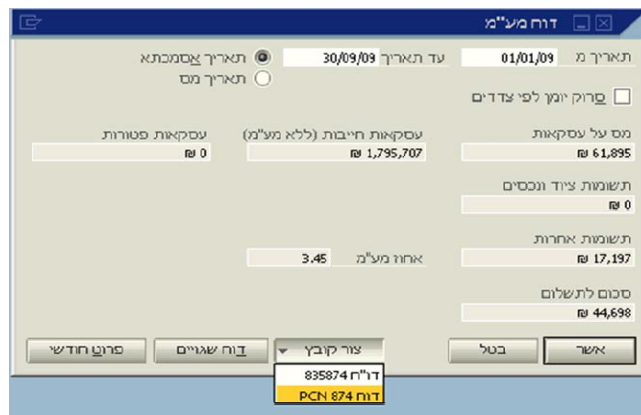 דוח מע"מ
תאריך מ 01/01/09 עד תאריך 30/09/09 תאריך אסמכתא
תאריך מס
סרוק יומן לפי צדדים
מס על עסקאות עסקאות חייבות (ללא מע"מ) עסקאות פטורות
61,895 ₪ 1,795,707 ₪ 0 ₪
תשומות ציוד ונכסים
0 ₪
תשומות אחרות
17,197 ₪ אחוז מע"מ 3.45
סכום לתשלום
44,698 ₪
אשר בטל צור קובץ דוח שגויים פרוט חודשי
דו"ח 835874
דוח PCN 874